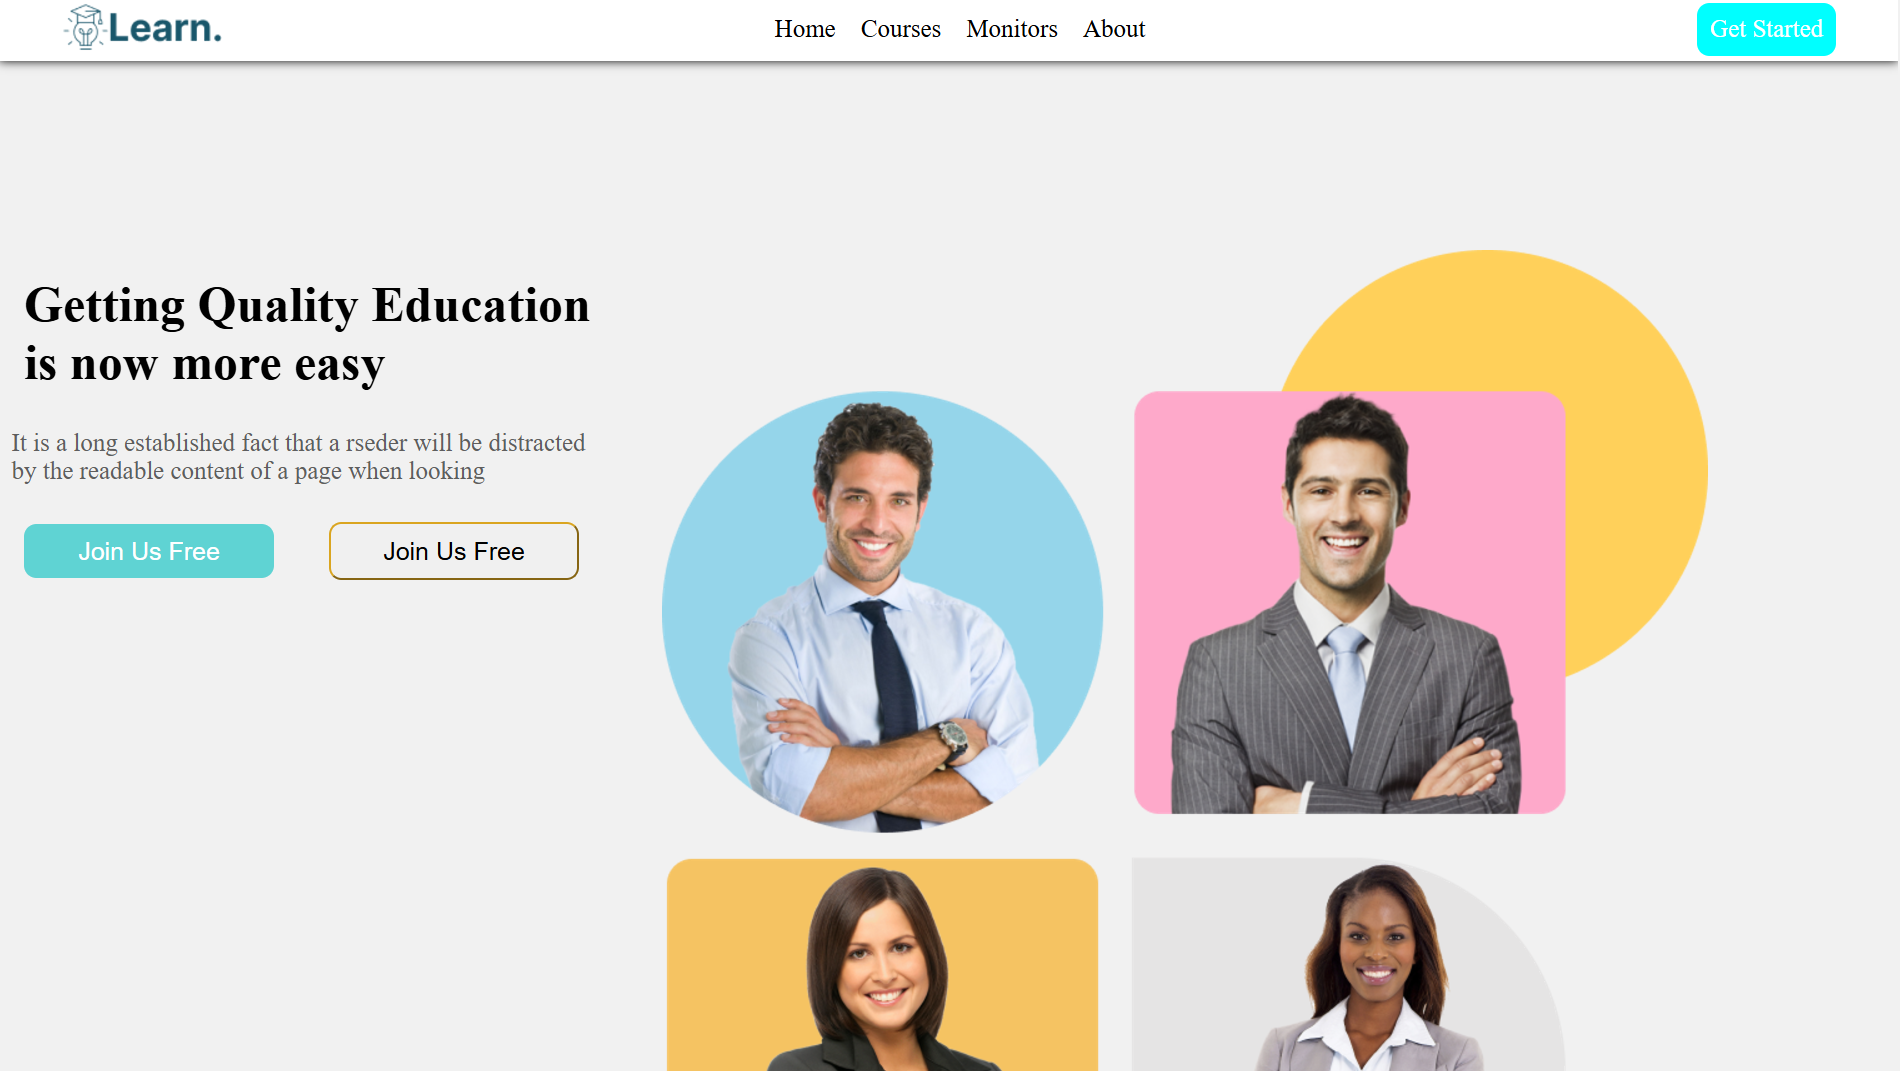 Learn.
Home Courses Monitors About
Get Started
Getting Quality Education
is now more easy
It is a long established fact that a rseder will be distracted
by the readable content of a page when looking
Join Us Free
Join Us Free